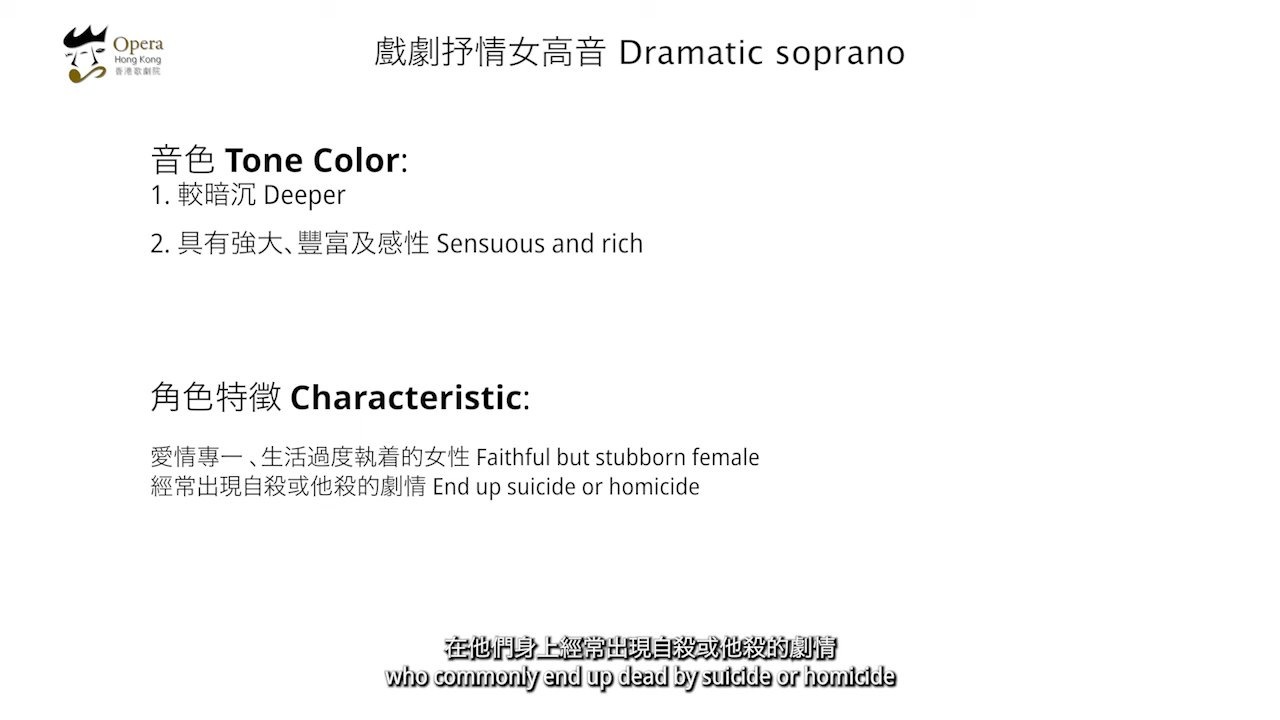 Opera
Hong Kong
香港歌劇院
戲劇抒情女高音 Dramatic soprano
音色 Tone Color:
1. 較暗沉 Deeper
2. 具有強大、豐富及感性 Sensuous and rich
角色特徵 Characteristic:
愛情專一、生活過度執着的女性 Faithful but stubborn female
經常出現自殺或他殺的劇情 End up suicide or homicide
在他們身上經常出現自殺或他殺的劇情
who commonly end up dead by suicide or homicide